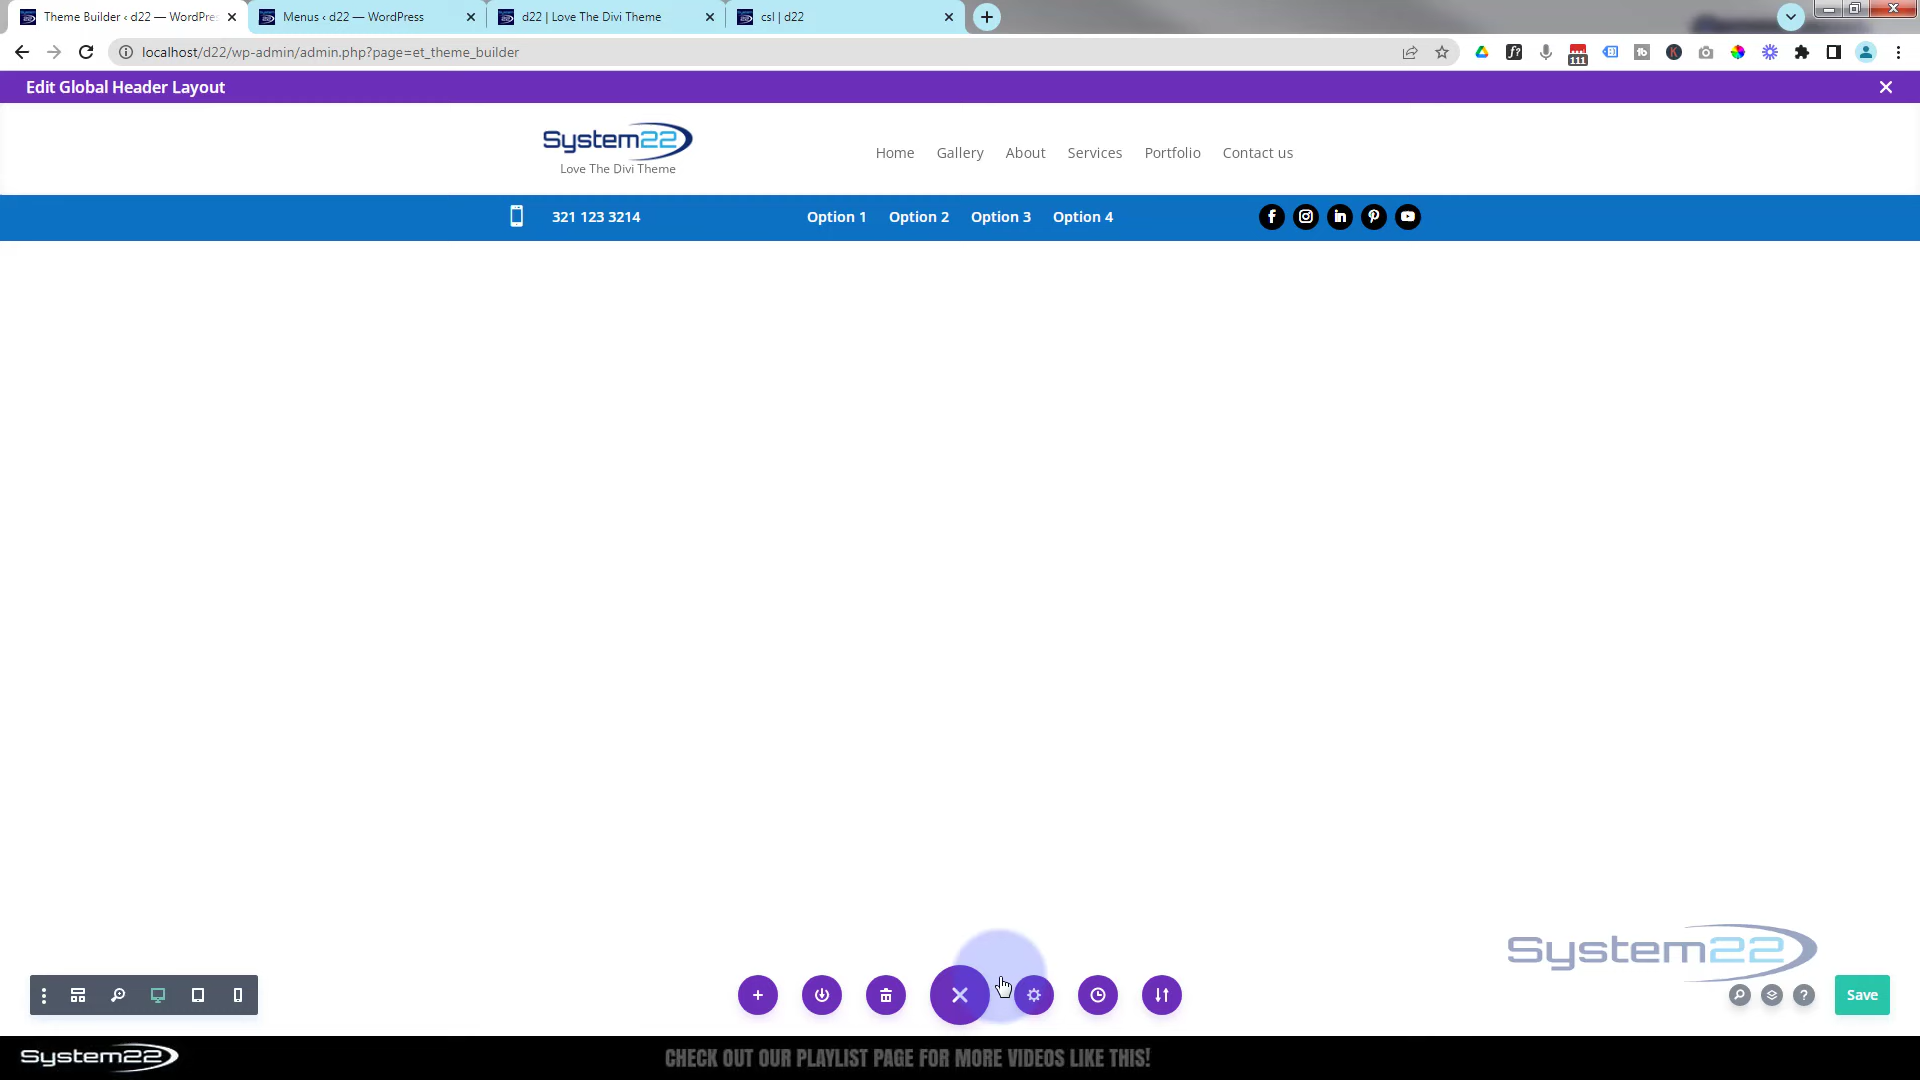 Theme Builder ‹ d22 — WordPre
Menus ‹ d22 — WordPress
d22 | Love The Divi Theme
csl | d22
localhost/d22/wp-admin/admin.php?page=et_theme_builder
111
Edit Global Header Layout
System22
Love The Divi Theme
Home Gallery About Services Portfolio Contact us
321 123 3214
Option 1 Option 2 Option 3 Option 4
System22
Save
System22
CHECK OUT OUR PLAYLIST PAGE FOR MORE VIDEOS LIKE THIS!